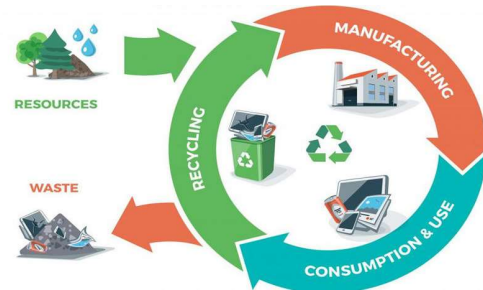 RESOURCES
WASTE
RECYCLING
MANUFACTURING
CONSUMPTION & USE